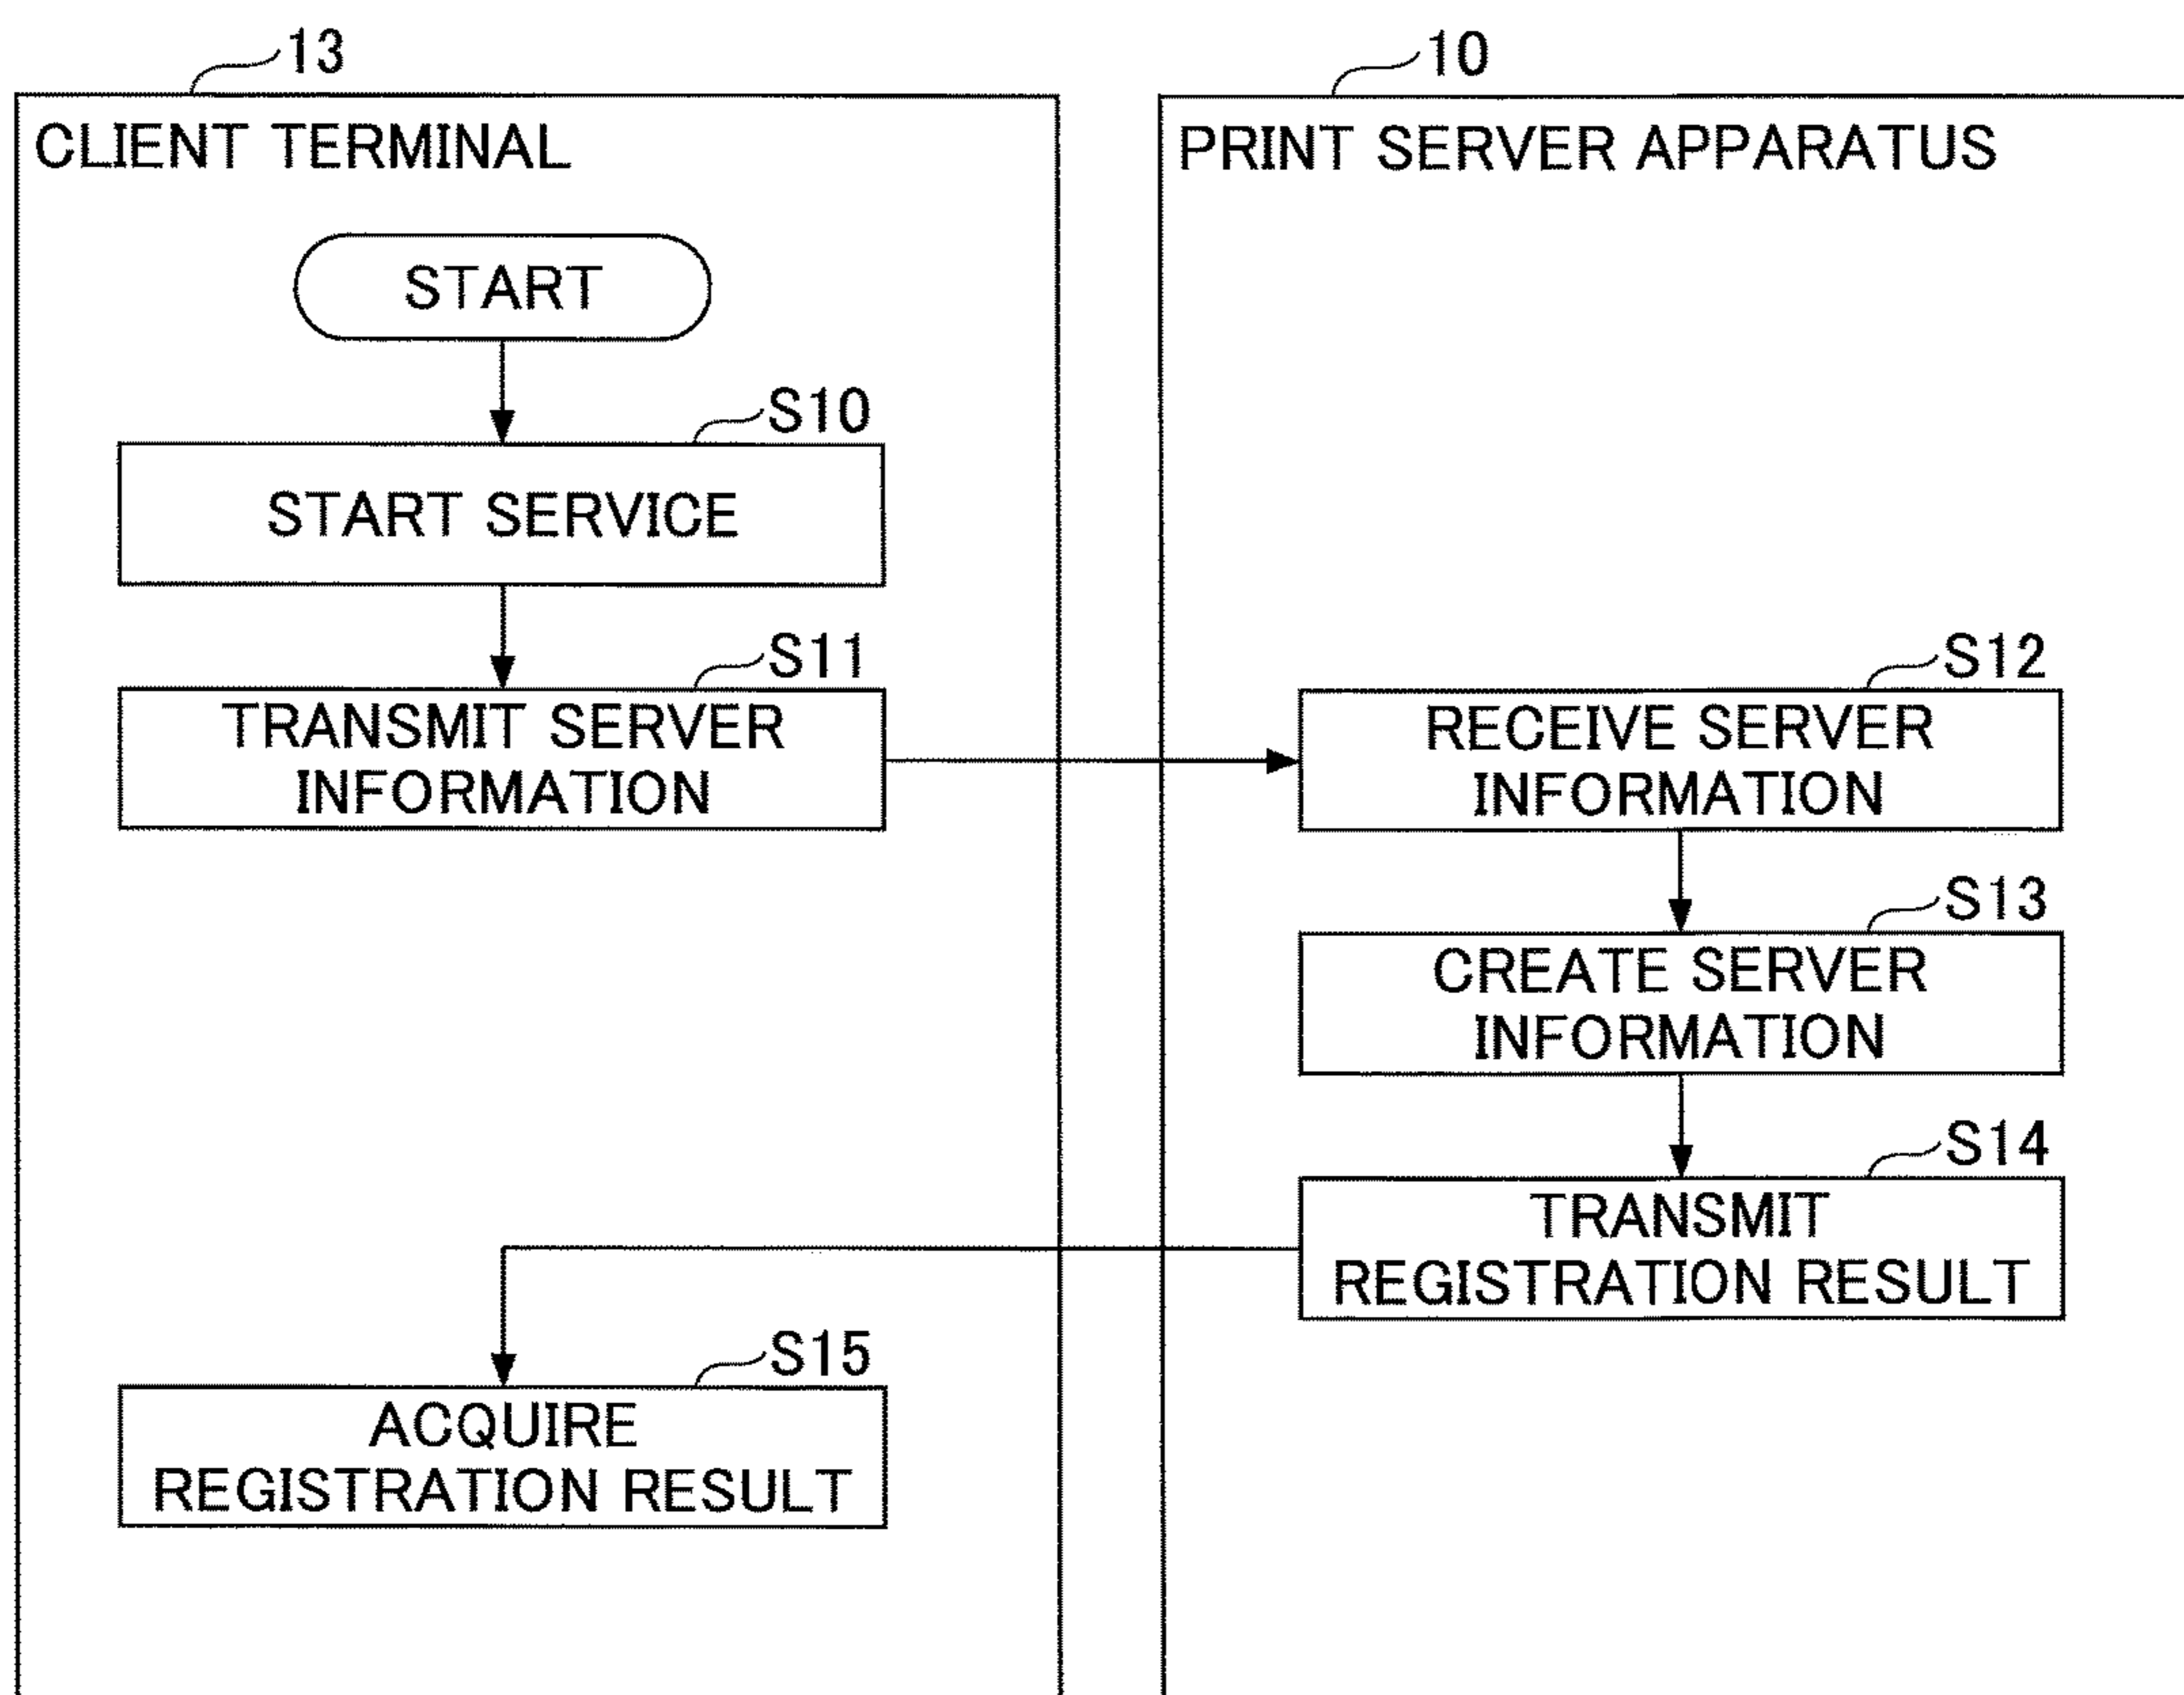 13
CLIENT TERMINAL
START
S10
START SERVICE
S11
TRANSMIT SERVER
INFORMATION
S15
ACQUIRE
REGISTRATION RESULT
10
PRINT SERVER APPARATUS
S12
RECEIVE SERVER
INFORMATION
S13
CREATE SERVER
INFORMATION
S14
TRANSMIT
REGISTRATION RESULT